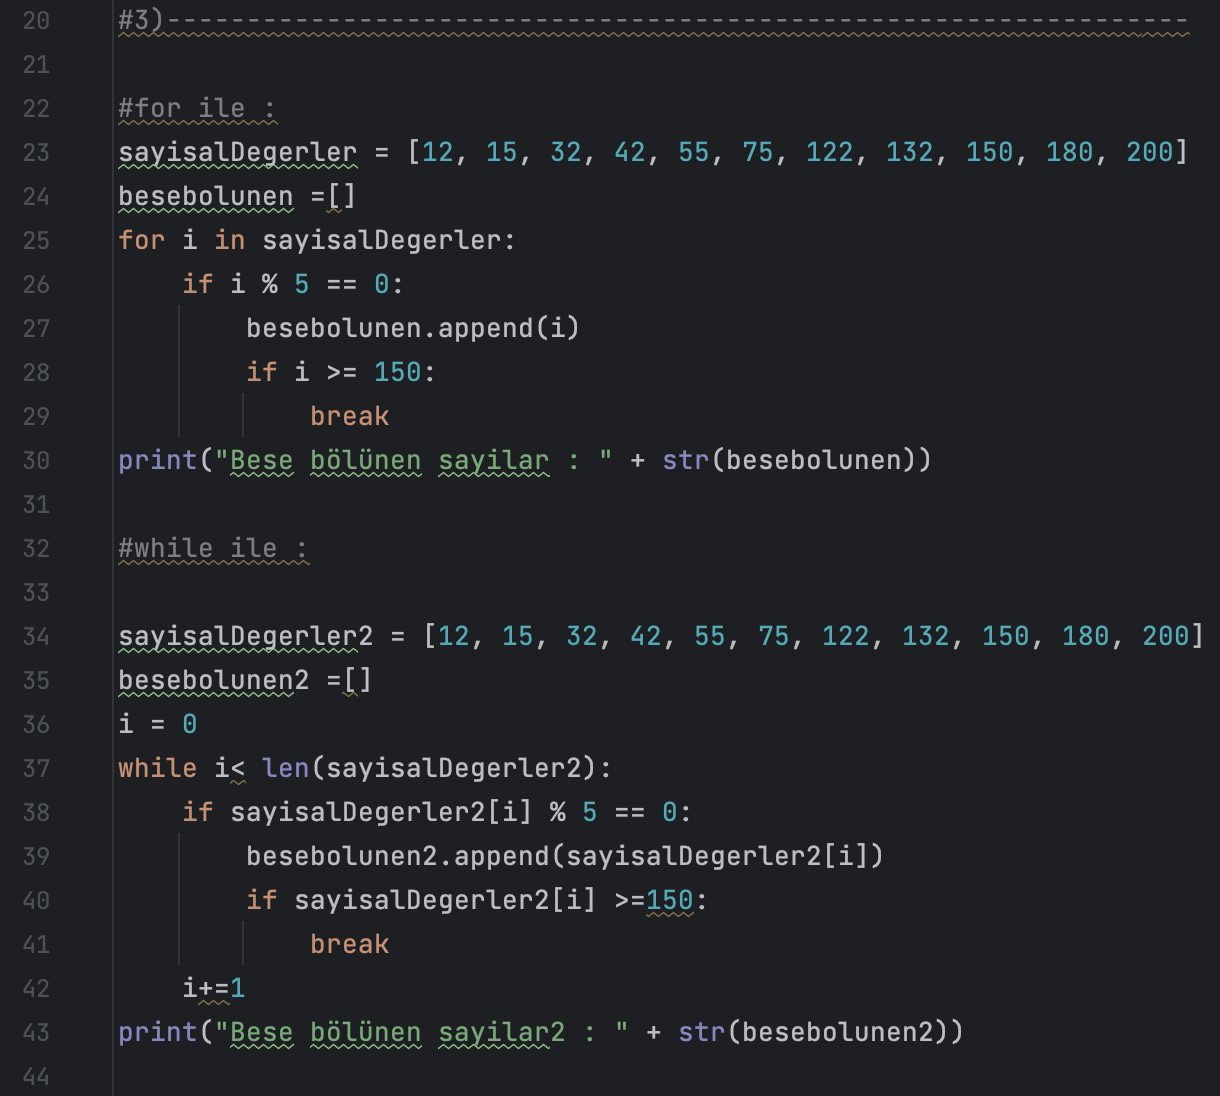 20 #3)----------------------------------------------------------------
21
22 #for ile :
23 sayisalDegerler = [12, 15, 32, 42, 55, 75, 122, 132, 150, 180, 200]
24 besebolunen =[]
25 for i in sayisalDegerler:
26     if i % 5 == 0:
27         besebolunen.append(i)
28         if i >= 150:
29             break
30 print("Bese bölünen sayilar : " + str(besebolunen))
31
32 #while ile :
33
34 sayisalDegerler2 = [12, 15, 32, 42, 55, 75, 122, 132, 150, 180, 200]
35 besebolunen2 =[]
36 i = 0
37 while i< len(sayisalDegerler2):
38     if sayisalDegerler2[i] % 5 == 0:
39         besebolunen2.append(sayisalDegerler2[i])
40         if sayisalDegerler2[i] >=150:
41             break
42     i+=1
43 print("Bese bölünen sayilar2 : " + str(besebolunen2))
44